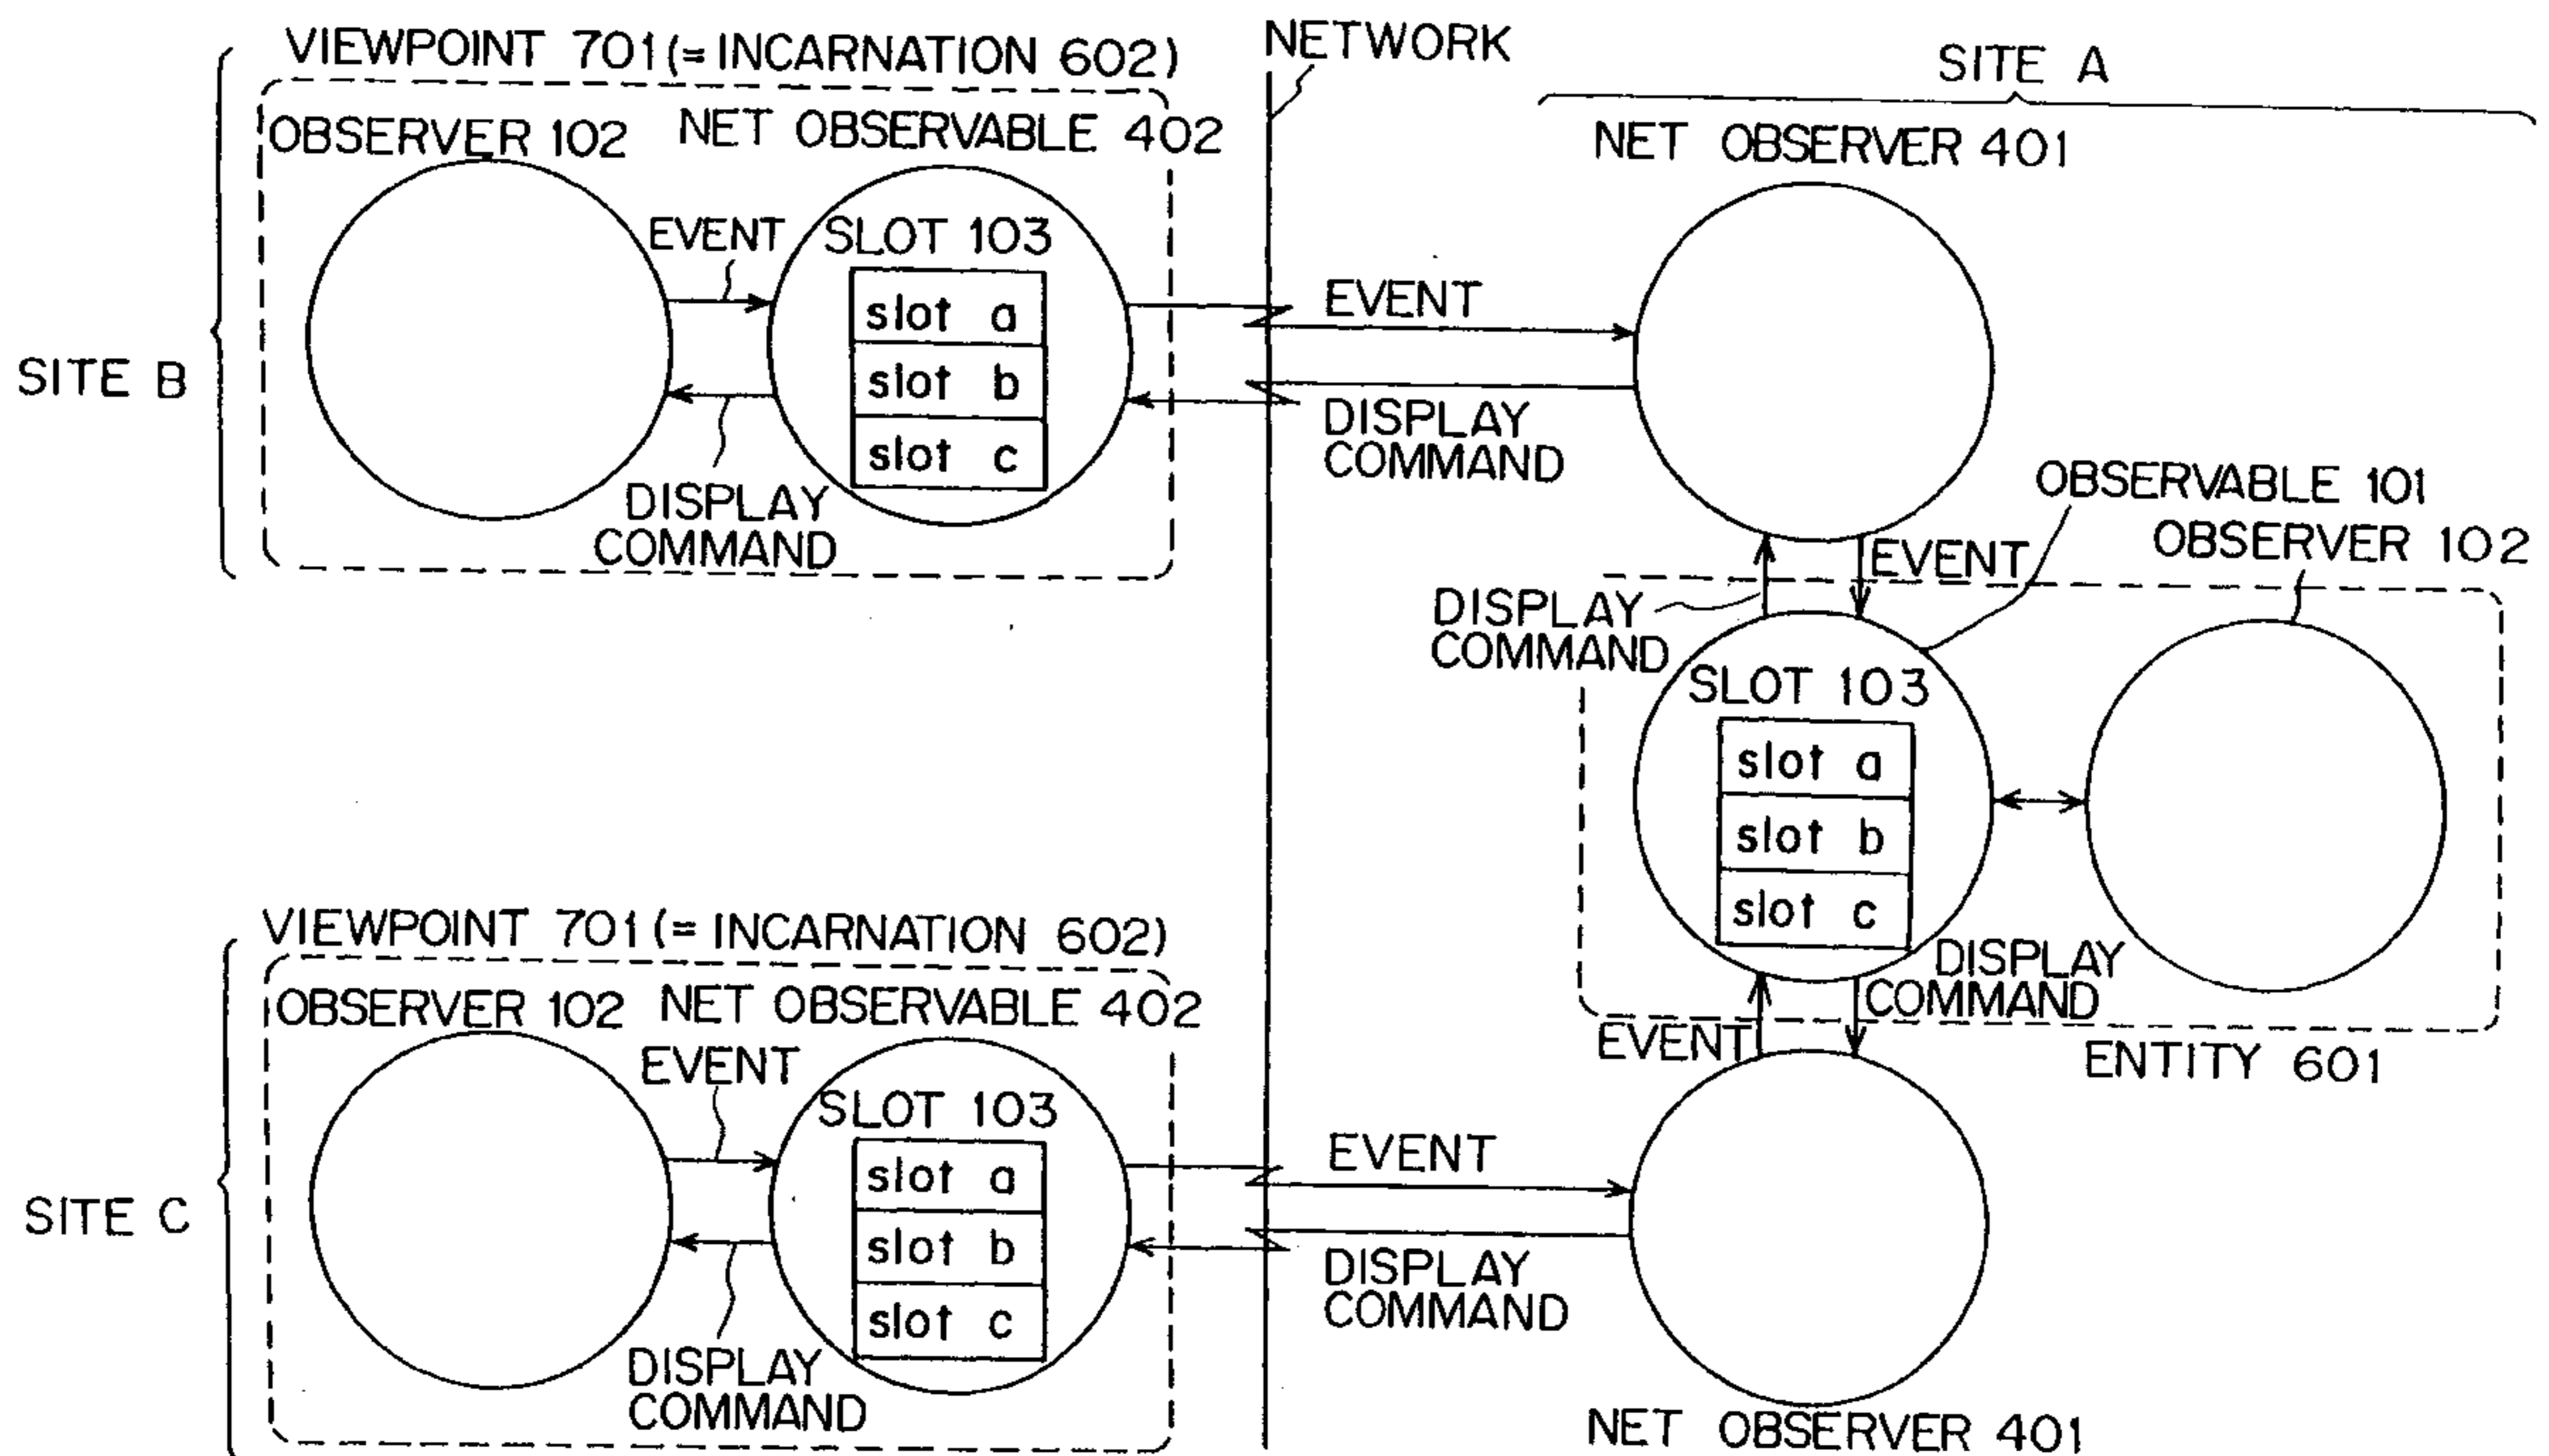 VIEWPOINT 701 (= INCARNATION 602)
OBSERVER 102
NET OBSERVABLE 402
EVENT
SLOT 103
slot a
slot b
slot c
DISPLAY
COMMAND
SITE B
NETWORK
EVENT
DISPLAY
COMMAND
SITE A
NET OBSERVER 401
OBSERVABLE 101
OBSERVER 102
EVENT
DISPLAY
COMMAND
SLOT 103
slot a
slot b
slot c
DISPLAY
COMMAND
EVENT
ENTITY 601
VIEWPOINT 701 (= INCARNATION 602)
OBSERVER 102
NET OBSERVABLE 402
EVENT
SLOT 103
slot a
slot b
slot c
DISPLAY
COMMAND
SITE C
EVENT
DISPLAY
COMMAND
NET OBSERVER 401